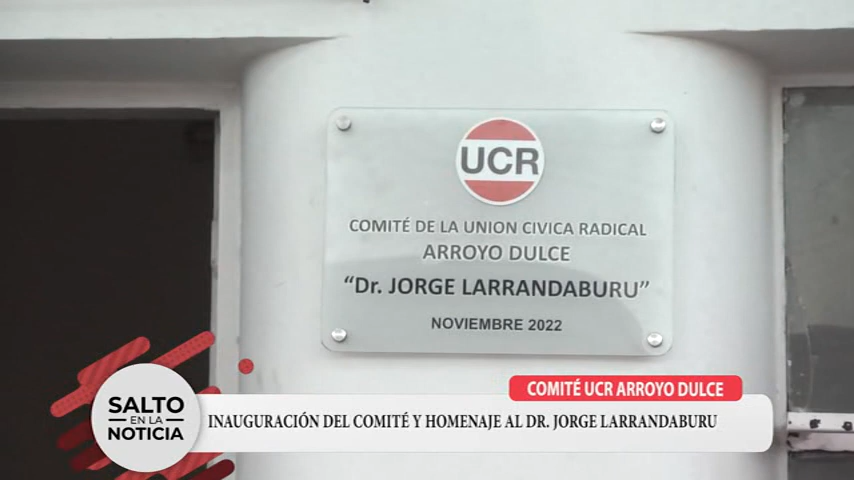 UCR
COMITÉ DE LA UNION CIVICA RADICAL
ARROYO DULCE
“Dr. JORGE LARRANDABURU”
NOVIEMBRE 2022
COMITÉ UCR ARROYO DULCE
SALTO
EN LA
NOTICIA
INAUGURACIÓN DEL COMITÉ Y HOMENAJE AL DR. JORGE LARRANDABURU